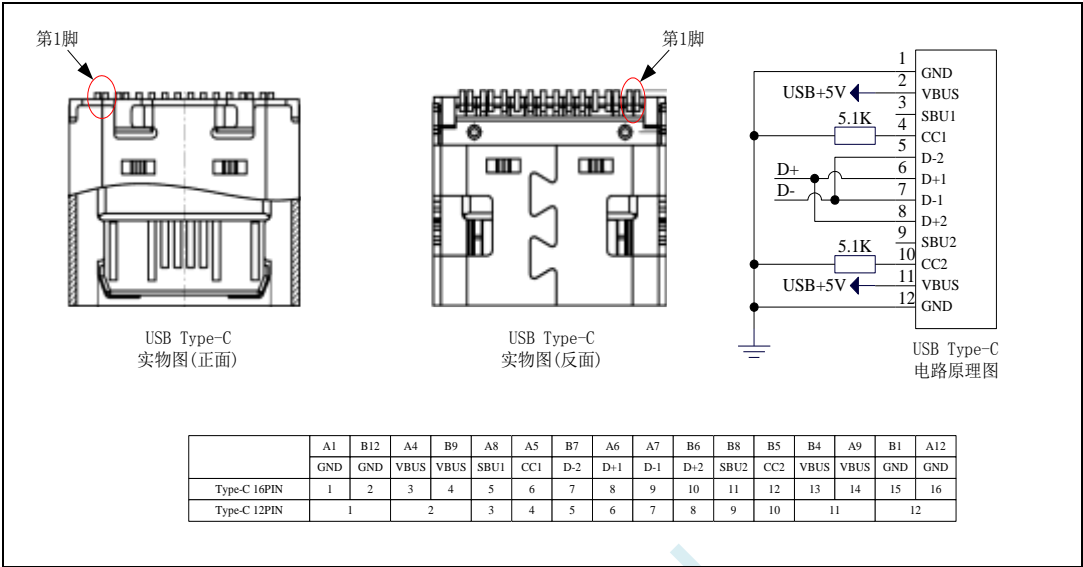 第1脚
第1脚
USB Type-C
实物图(正面)
USB Type-C
实物图(反面)
1 GND
2 VBUS
USB+5V
3 SBU1
5.1K
4 CC1
5 D-2
D+
6 D+1
D-
7 D-1
8 D+2
9 SBU2
5.1K
10 CC2
USB+5V
11 VBUS
12 GND
USB Type-C
电路原理图
A1 B12 A4 B9 A8 A5 B7 A6 A7 B6 B8 B5 B4 A9 B1 A12
GND GND VBUS VBUS SBU1 CC1 D-2 D+1 D-1 D+2 SBU2 CC2 VBUS VBUS GND GND
Type-C 16PIN 1 2 3 4 5 6 7 8 9 10 11 12 13 14 15 16
Type-C 12PIN 1 2 3 4 5 6 7 8 9 10 11 12